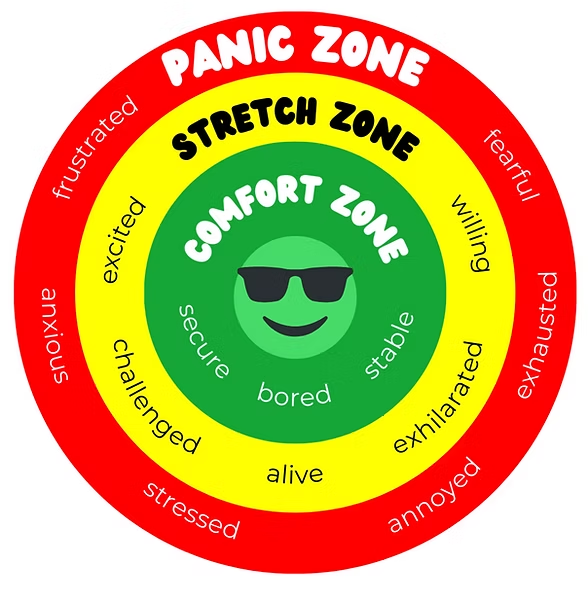 PANIC ZONE
frustrated
fearful
anxious
exhausted
stressed
annoyed
STRETCH ZONE
excited
willing
challenged
exhilarated
alive
COMFORT ZONE
secure
bored
stable